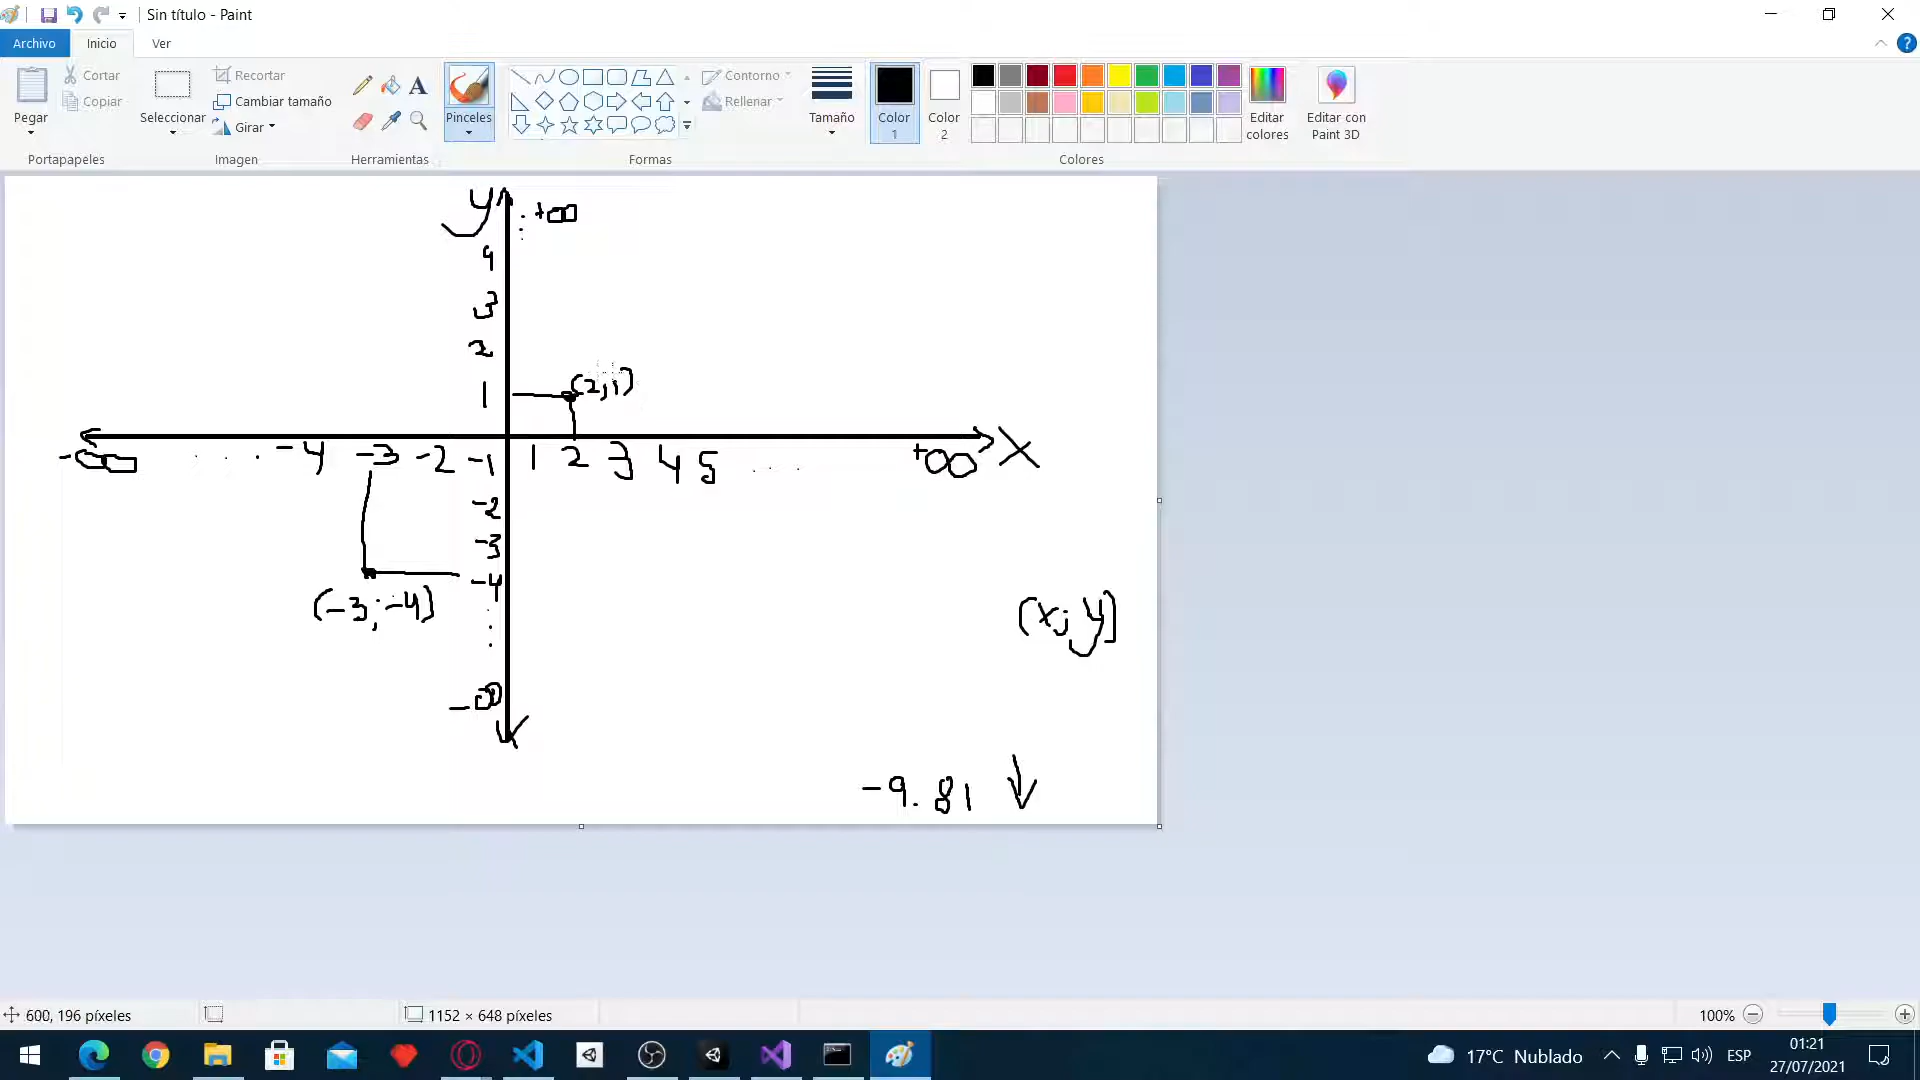 Sin título - Paint
Archivo Inicio Ver
Pegar
Cortar
Copiar
Portapapeles
Seleccionar
Recortar
Cambiar tamaño
Girar
Imagen
A
Herramientas
Pinceles
Formas
Contorno
Rellenar
Tamaño
Color 1
Color 2
Editar colores
Editar con Paint 3D
Colores
y
+∞
4
3
2
1
(2;1)
-∞ . . . -4 -3 -2 -1 1 2 3 4 5 . . . +∞ X
-2
-3
-4
(-3;-4)
(x;y)
-∞
-9.81
600, 196 píxeles
1152 × 648 píxeles
100%
17°C Nublado
ESP
01:21
27/07/2021